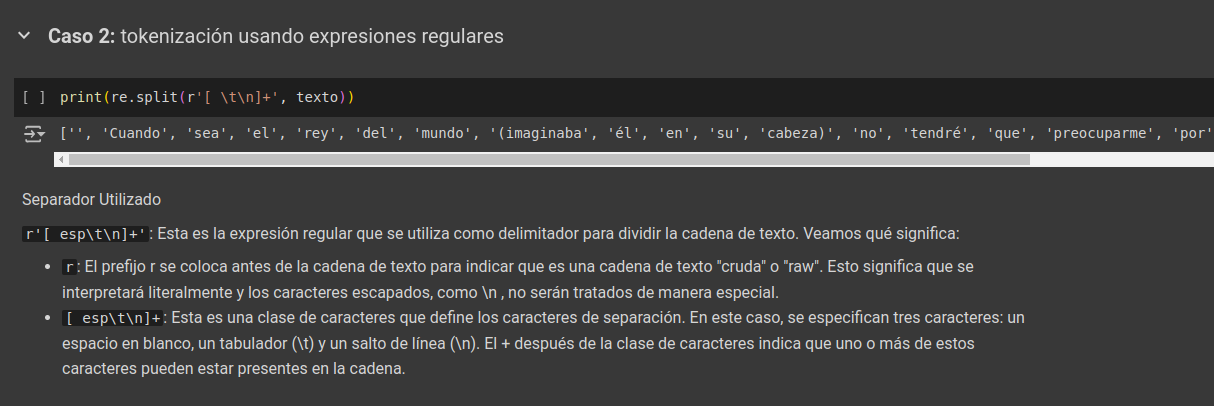 Caso 2: tokenización usando expresiones regulares
[ ] print(re.split(r'[ \t\n]+', texto))
['', 'Cuando', 'sea', 'el', 'rey', 'del', 'mundo', '(imaginaba', 'él', 'en', 'su', 'cabeza)', 'no', 'tendré', 'que', 'preocuparme', 'por'
Separador Utilizado
r'[ esp\t\n]+': Esta es la expresión regular que se utiliza como delimitador para dividir la cadena de texto. Veamos qué significa:
• r: El prefijo r se coloca antes de la cadena de texto para indicar que es una cadena de texto "cruda" o "raw". Esto significa que se
interpretará literalmente y los caracteres escapados, como \n , no serán tratados de manera especial.
• [ esp\t\n]+: Esta es una clase de caracteres que define los caracteres de separación. En este caso, se especifican tres caracteres: un
espacio en blanco, un tabulador (\t) y un salto de línea (\n). El + después de la clase de caracteres indica que uno o más de estos
caracteres pueden estar presentes en la cadena.